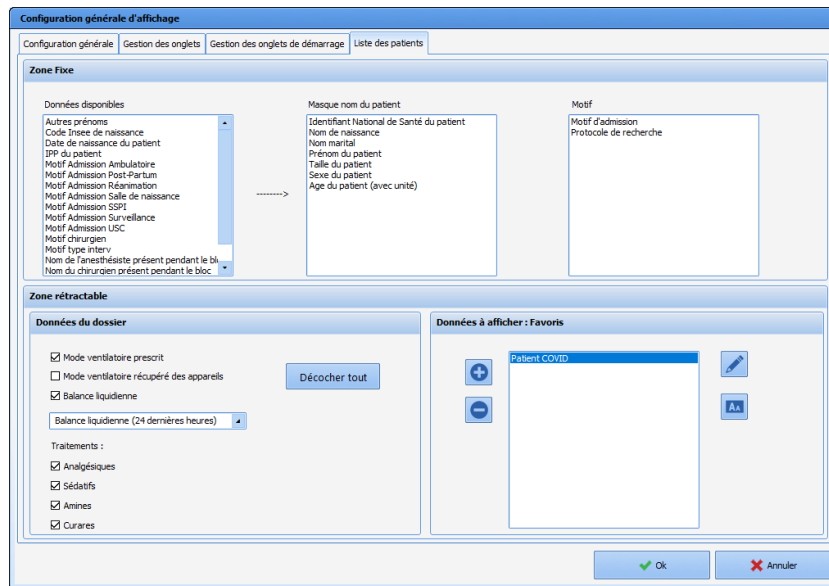 Configuration générale d'affichage
Configuration générale
Gestion des onglets
Gestion des onglets de démarrage
Liste des patients
Zone Fixe
Données disponibles
Autres prénoms
Code Insee de naissance
Date de naissance du patient
IPP du patient
Motif Admission Ambulatoire
Motif Admission Post-Partum
Motif Admission Réanimation
Motif Admission Salle de naissance
Motif Admission SSPI
Motif Admission Surveillance
Motif Admission USC
Motif chirurgien
Motif type interv
Nom de l'anesthésiste présent pendant le blo
Nom du chirurgien présent pendant le bloc
-------->
Masque nom du patient
Identifiant National de Santé du patient
Nom de naissance
Nom marital
Prénom du patient
Taille du patient
Sexe du patient
Age du patient (avec unité)
Motif
Motif d'admission
Protocole de recherche
Zone rétractable
Données du dossier
Mode ventilatoire prescrit
Mode ventilatoire récupéré des appareils
Balance liquidienne
Décocher tout
Balance liquidienne (24 dernières heures)
Traitements :
Analgésiques
Sédatifs
Amines
Curares
Données à afficher : Favoris
Patient COVID
AA
Ok
Annuler